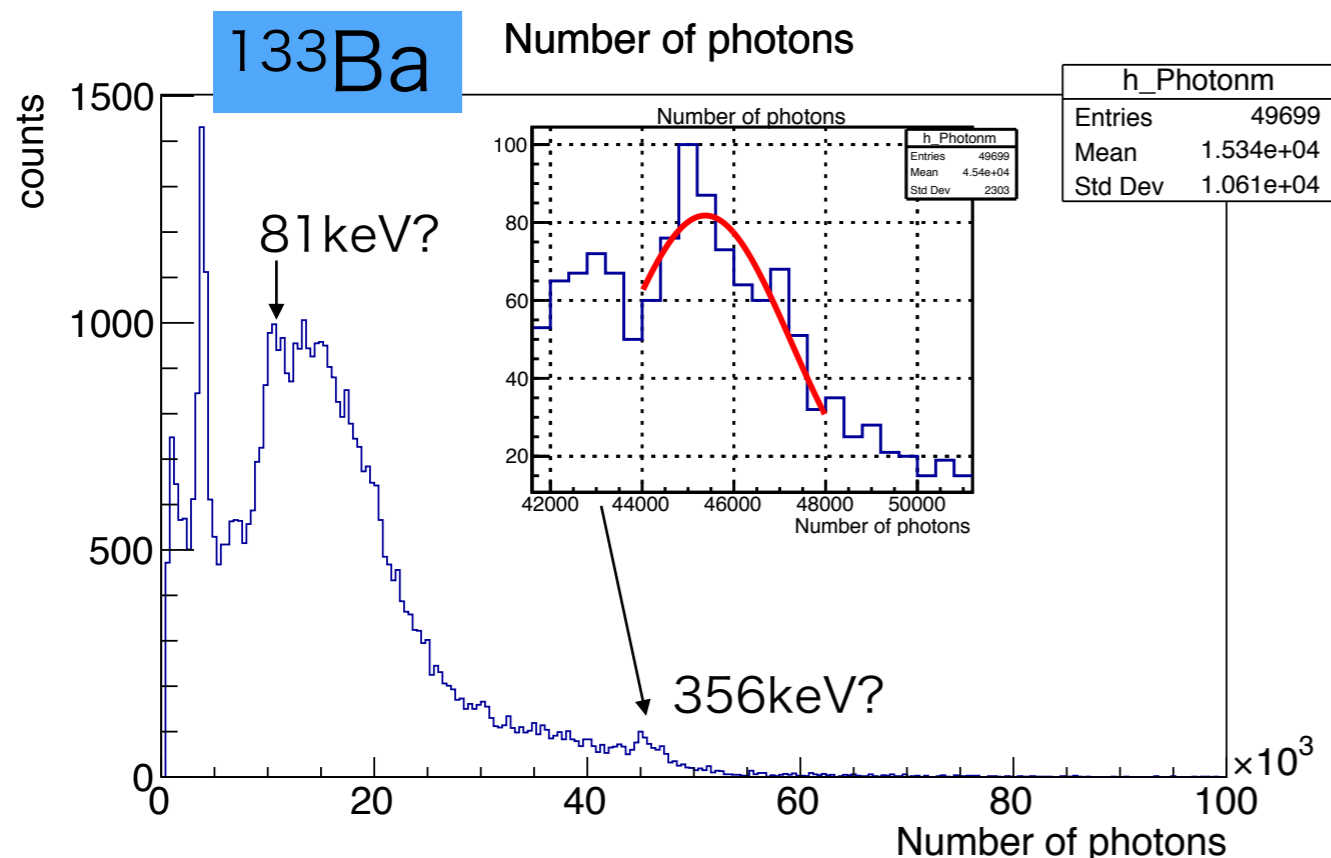 ¹³³Ba
Number of photons
h_Photonm
Entries 49699
Mean 1.534e+04
Std Dev 1.061e+04
counts
1500
1000
500
0
81keV?
Number of photons
h_Photonm
Entries 49699
Mean 4.54e+04
Std Dev 2303
100
80
60
40
20
42000 44000 46000 48000 50000
Number of photons
356keV?
0 20 40 60 80 100
×10³
Number of photons